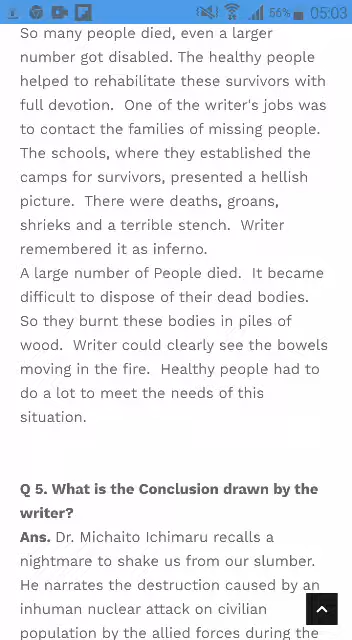 56% 05:03
So many people died, even a larger
number got disabled. The healthy people
helped to rehabilitate these survivors with
full devotion.  One of the writer's jobs was
to contact the families of missing people.
The schools, where they established the
camps for survivors, presented a hellish
picture.  There were deaths, groans,
shrieks and a terrible stench.  Writer
remembered it as inferno.
A large number of People died.  It became
difficult to dispose of their dead bodies.
So they burnt these bodies in piles of
wood.  Writer could clearly see the bowels
moving in the fire.  Healthy people had to
do a lot to meet the needs of this
situation.
Q 5. What is the Conclusion drawn by the
writer?
Ans. Dr. Michaito Ichimaru recalls a
nightmare to shake us from our slumber.
He narrates the destruction caused by an
inhuman nuclear attack on civilian
population by the allied forces during the